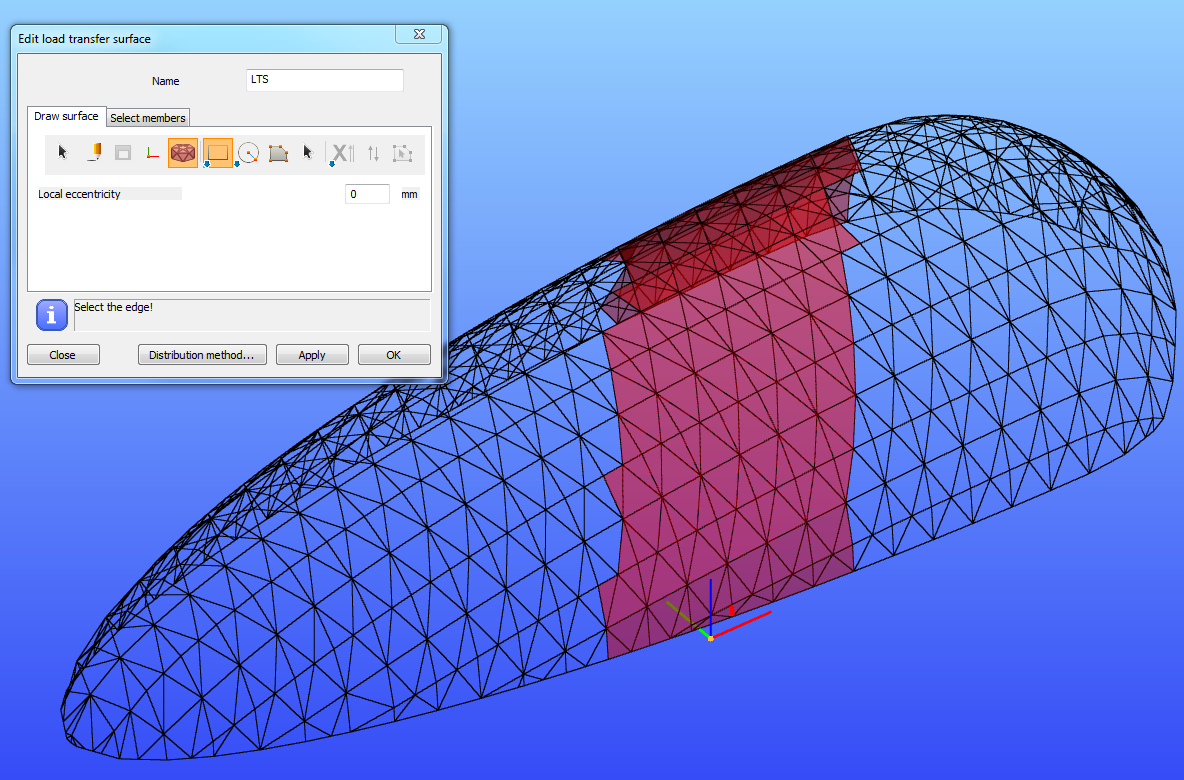 Edit load transfer surface
Name
LTS
Draw surface
Select members
Local eccentricity
0
mm
Select the edge!
Close
Distribution method...
Apply
OK